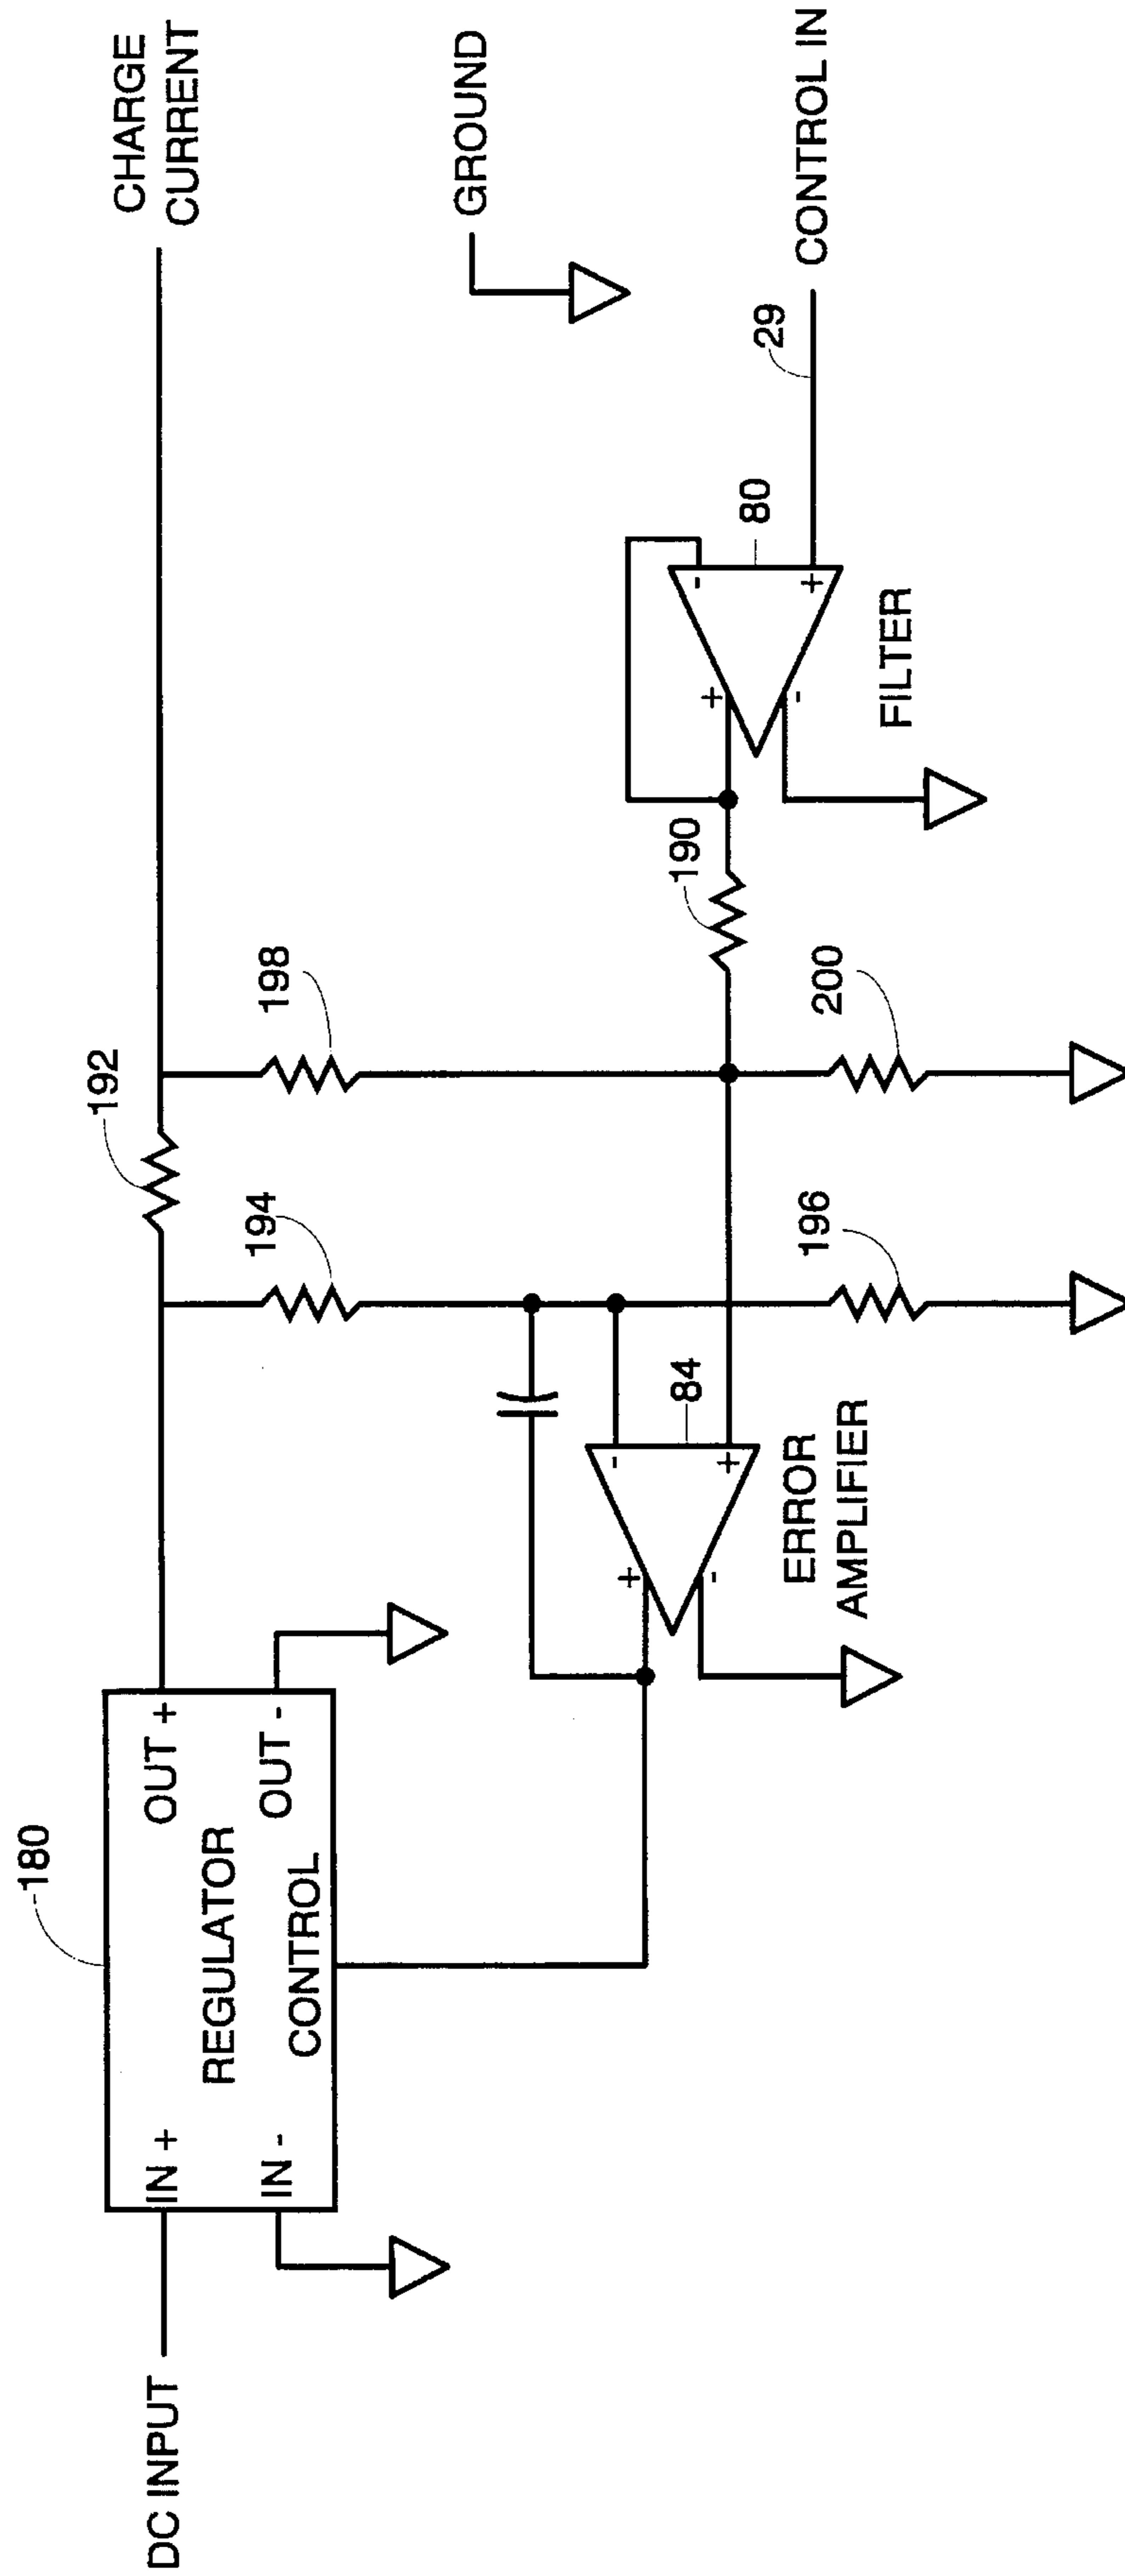 180
192
CHARGE
CURRENT
DC INPUT
IN +
OUT +
REGULATOR
IN -
OUT -
CONTROL
194
198
GROUND
84
190
-
+
+
-
ERROR
AMPLIFIER
196
200
80
-
+
+
-
FILTER
29
CONTROL IN